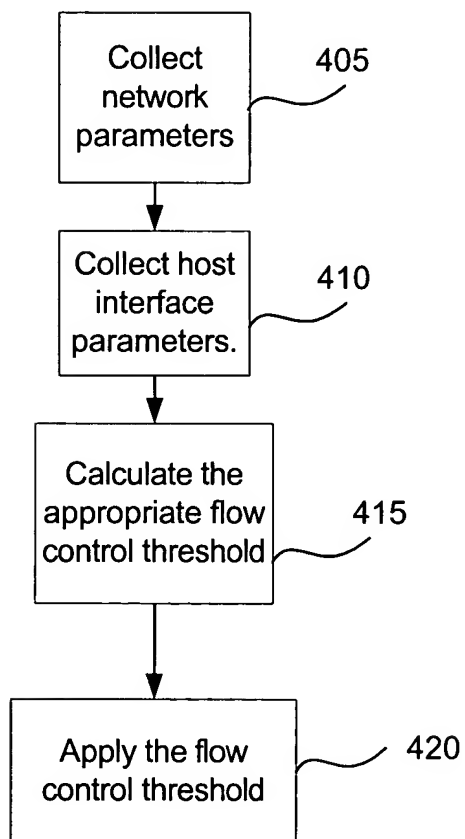 Collect
network
parameters
405
Collect host
interface
parameters.
410
Calculate the
appropriate flow
control threshold
415
Apply the flow
control threshold
420